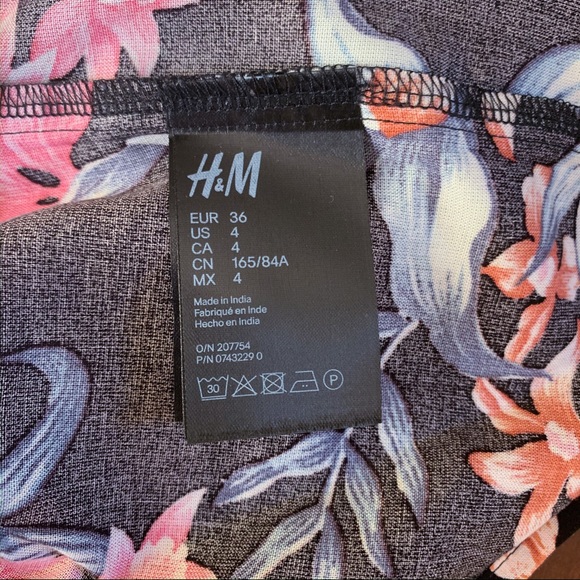 H&M
EUR 36
US 4
CA 4
CN 165/84A
MX 4
Made in India
Fabriqué en Inde
Hecho en India
O/N 207754
P/N 0743229 0
30 P